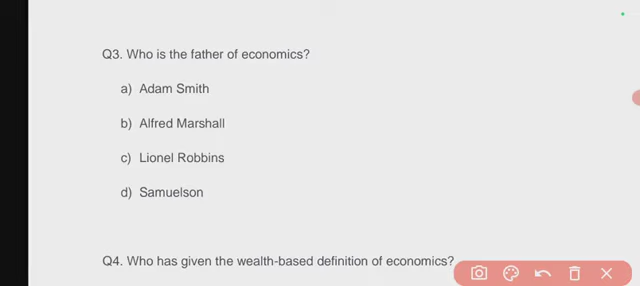 Q3. Who is the father of economics?
a) Adam Smith
b) Alfred Marshall
c) Lionel Robbins
d) Samuelson
Q4. Who has given the wealth-based definition of economics?